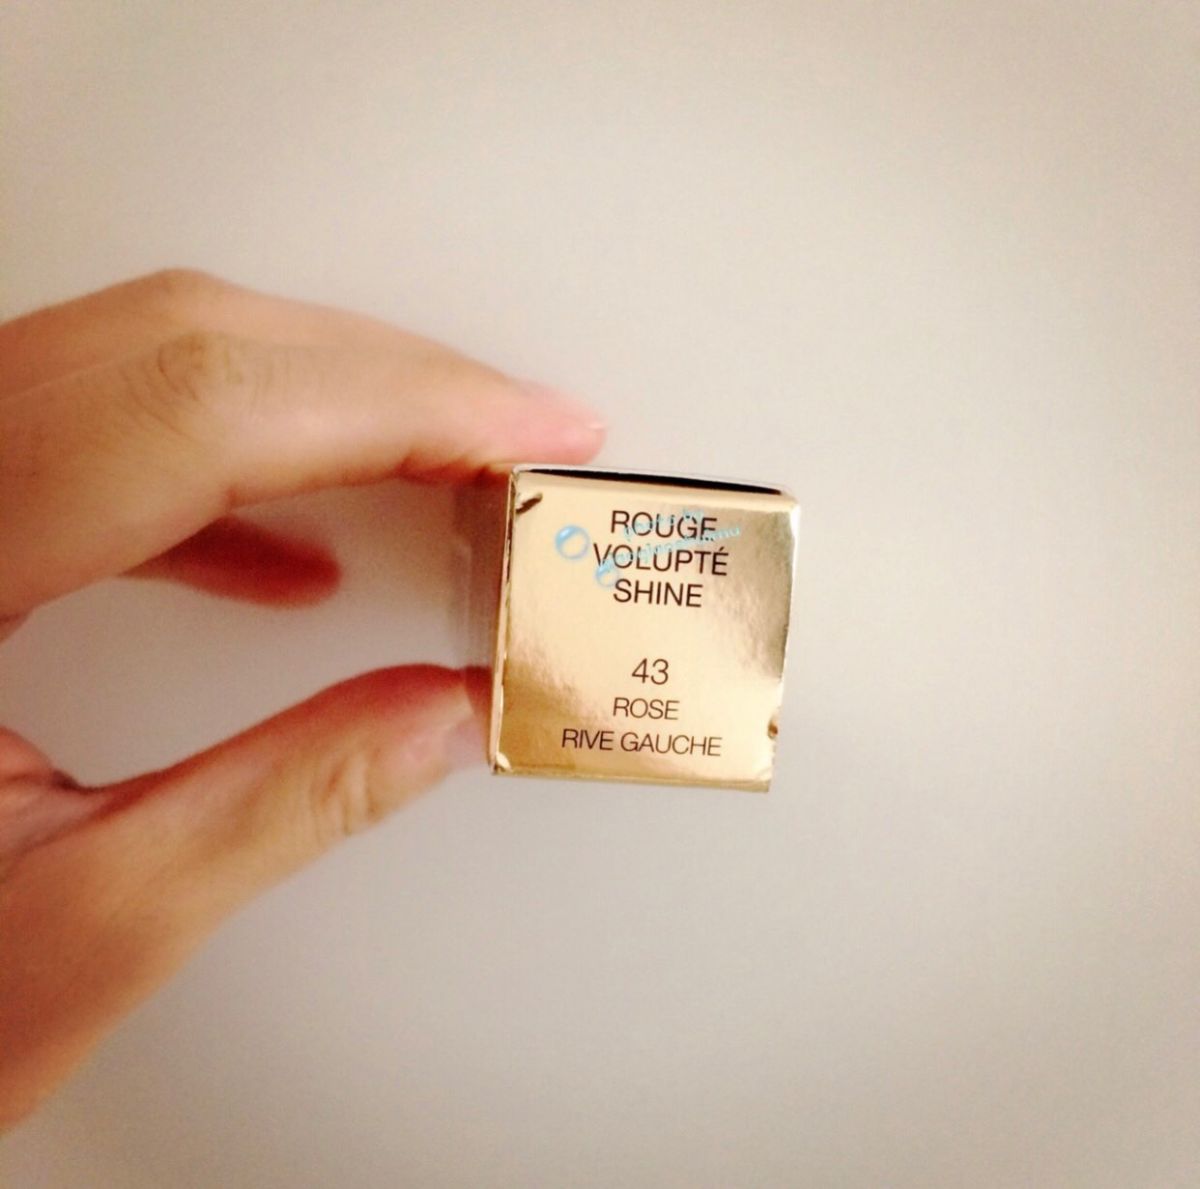 ROUGE
VOLUPTÉ
SHINE
43
ROSE
RIVE GAUCHE